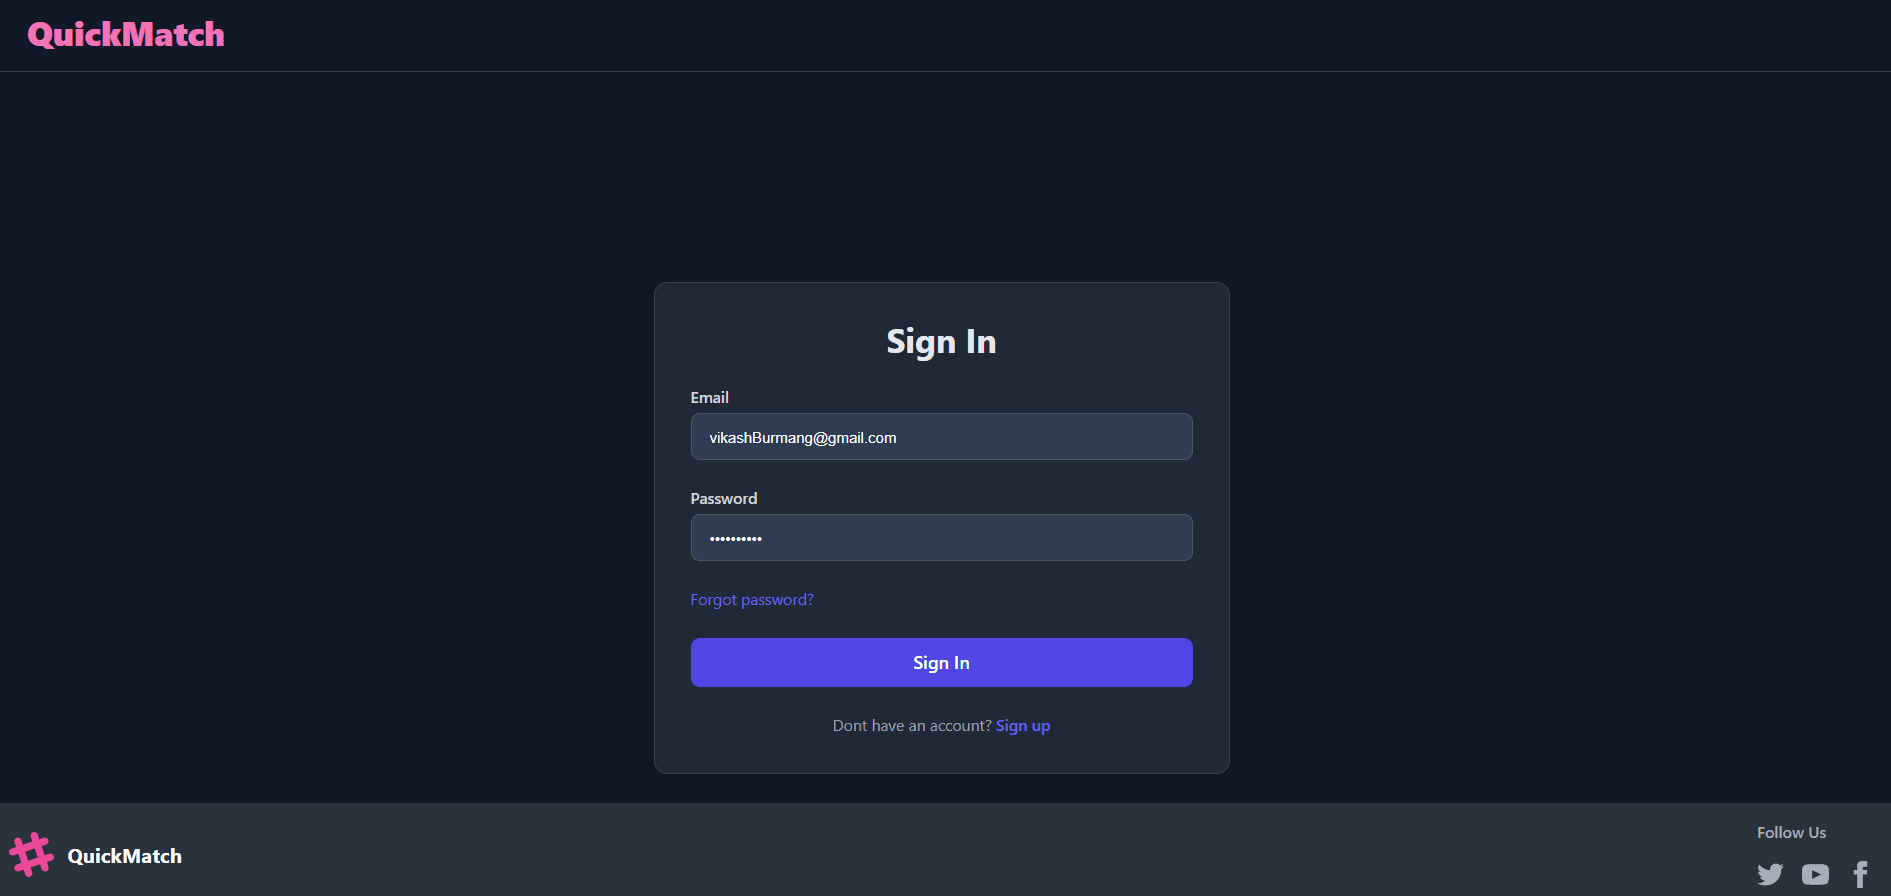 QuickMatch
Sign In
Email
vikashBurmang@gmail.com
Password
••••••••••
Forgot password?
Sign In
Dont have an account? Sign up
QuickMatch
Follow Us